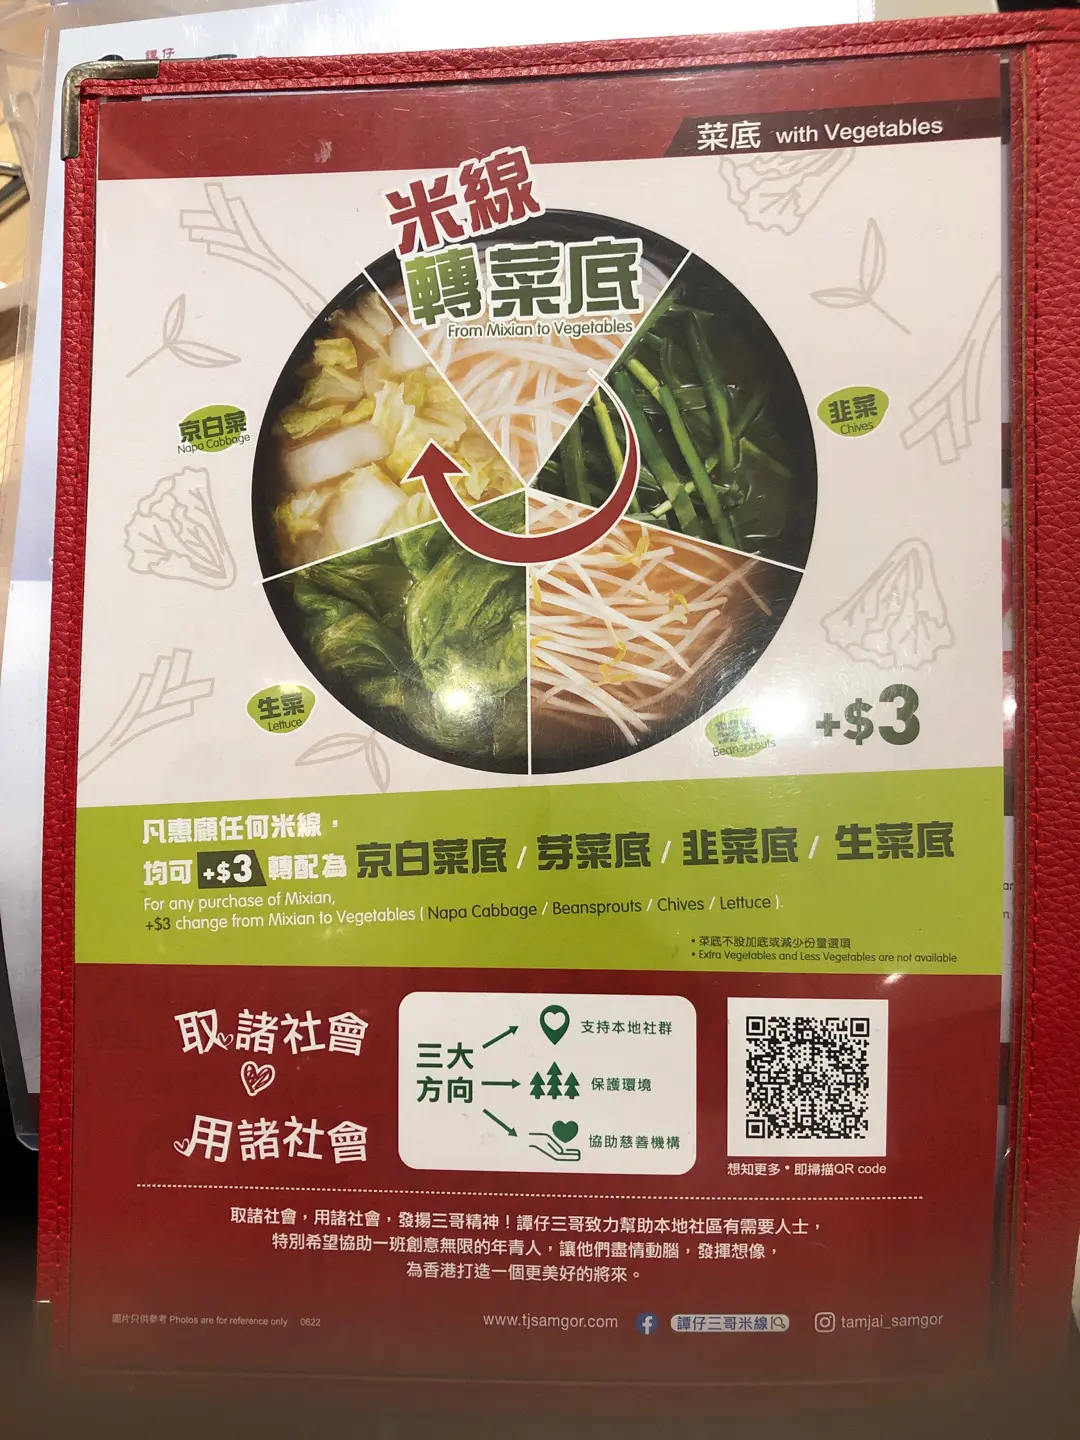 譚仔
菜底 with Vegetables
米線
轉菜底
From Mixian to Vegetables
京白菜
Napa Cabbage
韭菜
Chives
生菜
Lettuce
Beansprouts
+$3
凡惠顧任何米線，
均可 +$3 轉配為 京白菜底 / 芽菜底 / 韭菜底 / 生菜底
For any purchase of Mixian,
+$3 change from Mixian to Vegetables ( Napa Cabbage / Beansprouts / Chives / Lettuce ).
• 菜底不設加底或減少份量選項
• Extra Vegetables and Less Vegetables are not available
取諸社會
用諸社會
三大
方向
支持本地社群
保護環境
協助慈善機構
想知更多・即掃描QR code
取諸社會，用諸社會，發揚三哥精神！譚仔三哥致力幫助本地社區有需要人士，
特別希望協助一班創意無限的年青人，讓他們盡情動腦，發揮想像，
為香港打造一個更美好的將來。
圖片只供參考 Photos are for reference only 0622
www.tjsamgor.com 譚仔三哥米線 tamjai_samgor